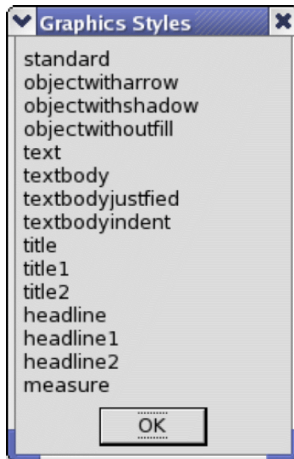 Graphics Styles
standard
objectwitharrow
objectwithshadow
objectwithoutfill
text
textbody
textbodyjustfied
textbodyindent
title
title1
title2
headline
headline1
headline2
measure
OK